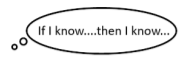 If I know....then I know...